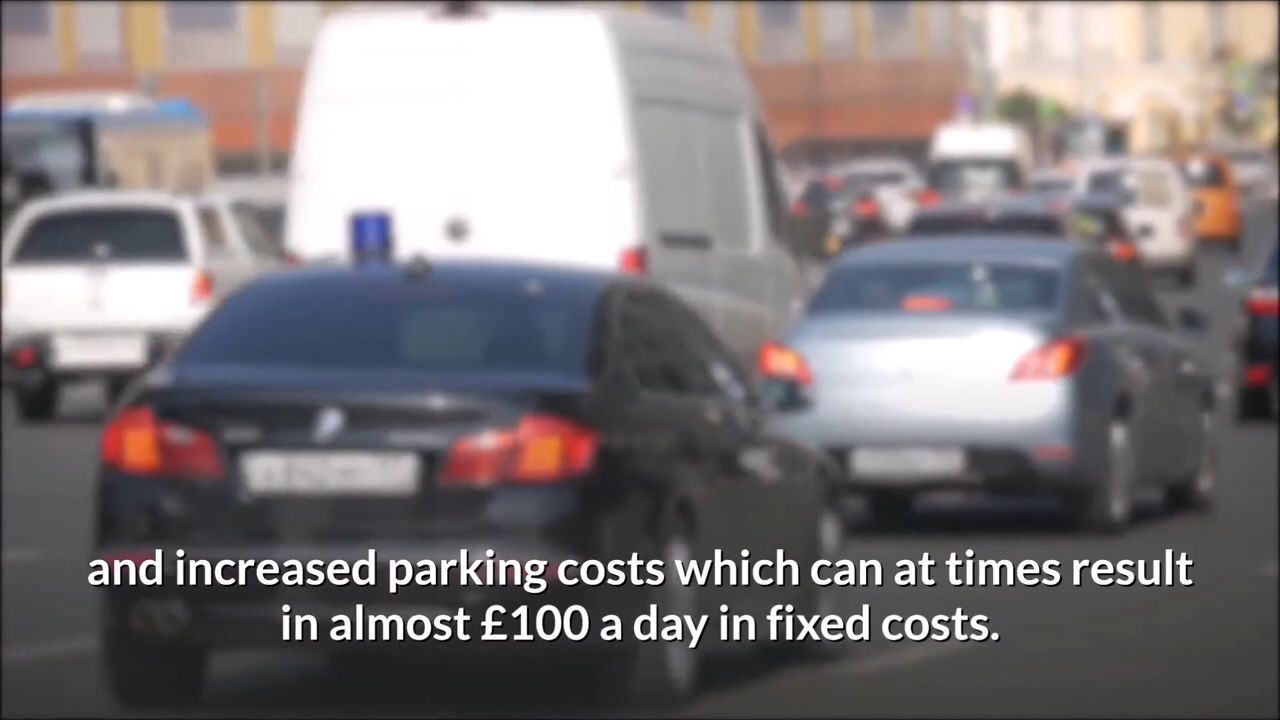 and increased parking costs which can at times result
in almost £100 a day in fixed costs.